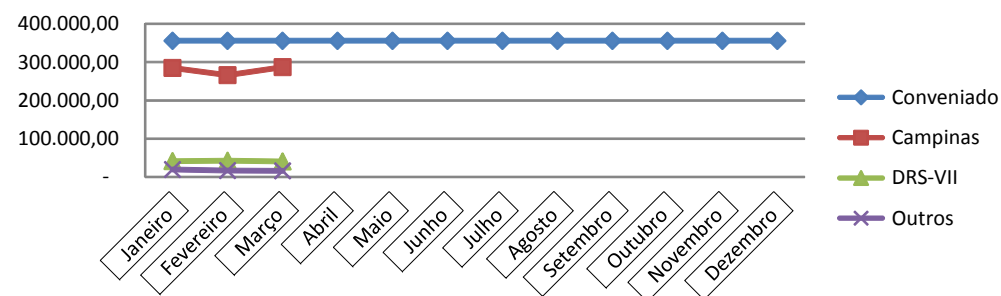 400.000,00
300.000,00
200.000,00
100.000,00
-
Janeiro
Fevereiro
Março
Abril
Maio
Junho
Julho
Agosto
Setembro
Outubro
Novembro
Dezembro
Conveniado
Campinas
DRS-VII
Outros